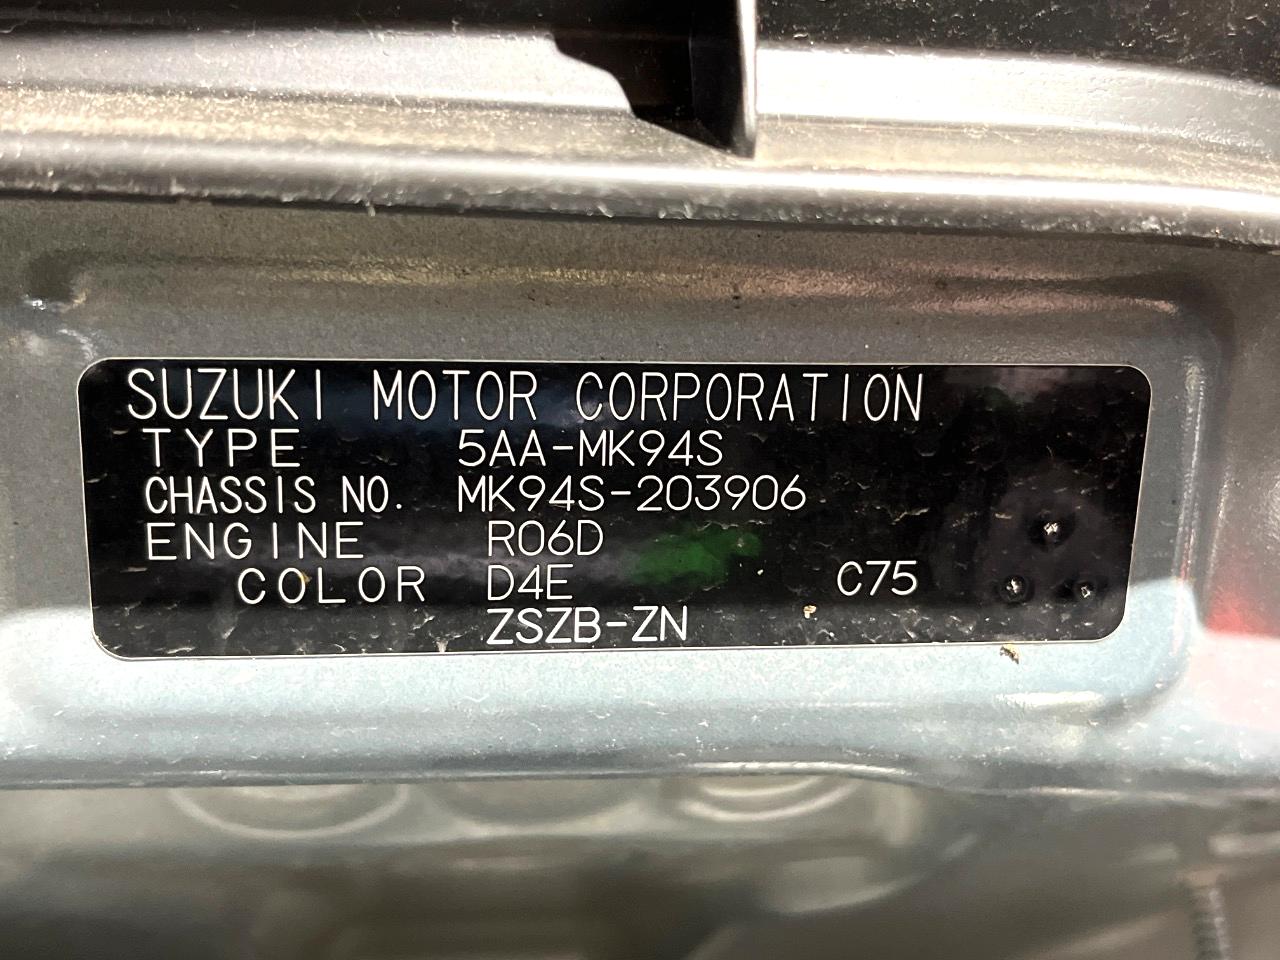 SUZUKI MOTOR CORPORATION
TYPE 5AA-MK94S
CHASSIS NO. MK94S-203906
ENGINE R06D
COLOR D4E C75
ZSZB-ZN